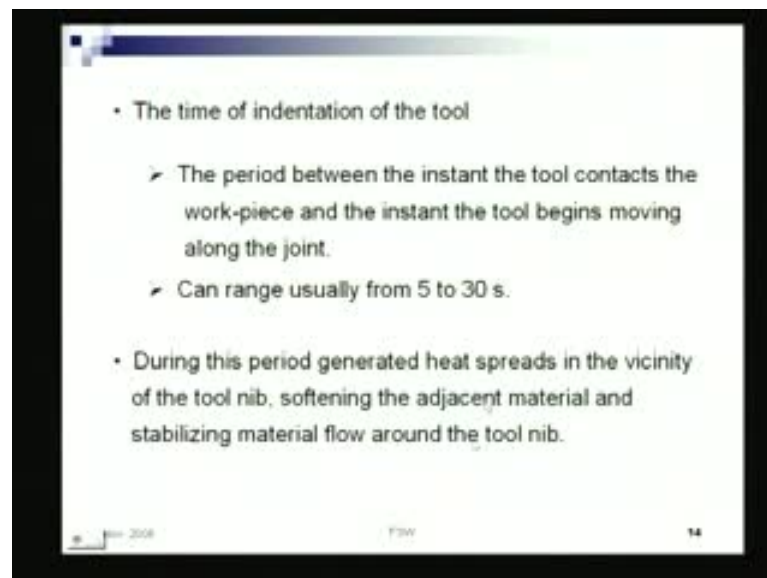 • The time of indentation of the tool
➢ The period between the instant the tool contacts the
work-piece and the instant the tool begins moving
along the joint.
➢ Can range usually from 5 to 30 s.
• During this period generated heat spreads in the vicinity
of the tool nib, softening the adjacent material and
stabilizing material flow around the tool nib.
FSW
14